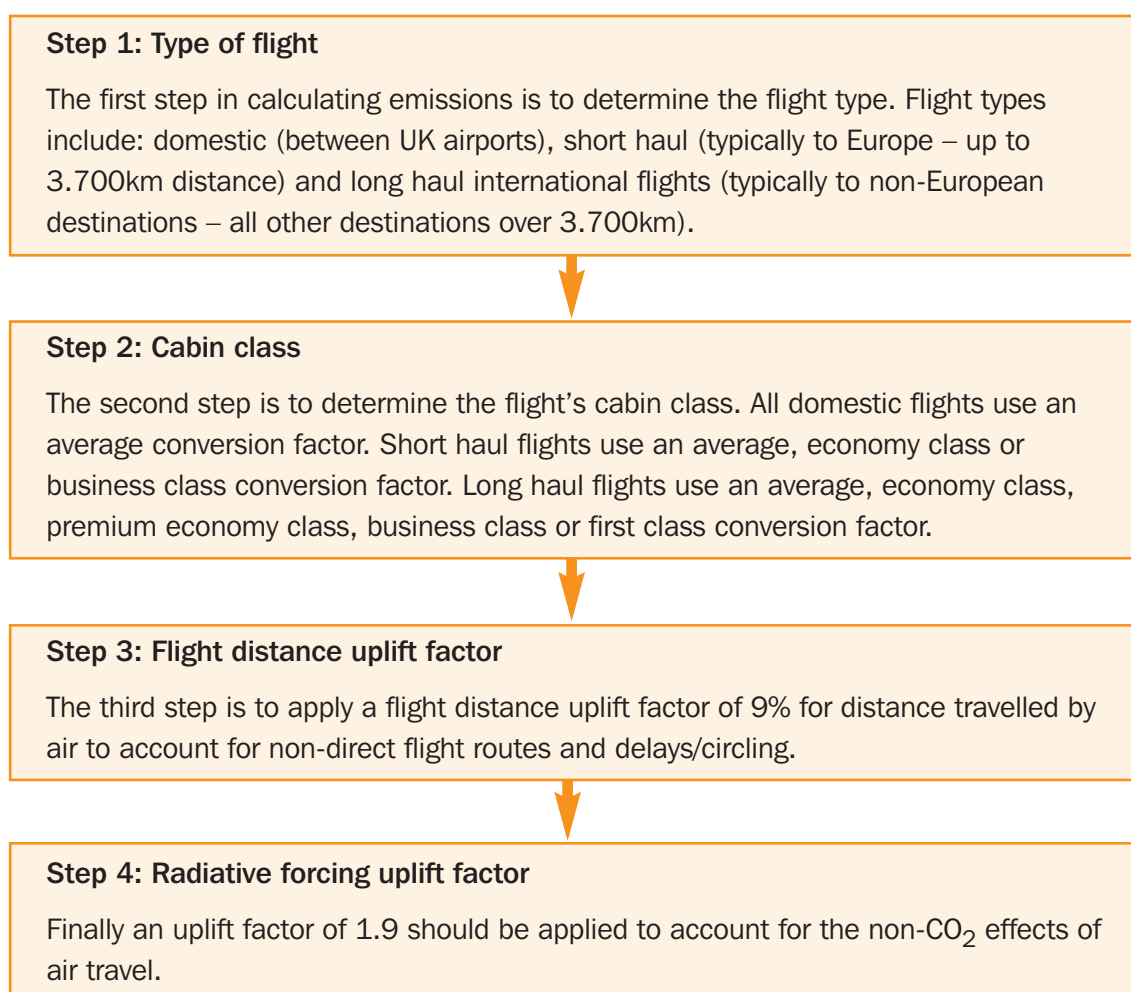 Step 1: Type of flight
The first step in calculating emissions is to determine the flight type. Flight types
include: domestic (between UK airports), short haul (typically to Europe – up to
3.700km distance) and long haul international flights (typically to non-European
destinations – all other destinations over 3.700km).
Step 2: Cabin class
The second step is to determine the flight’s cabin class. All domestic flights use an
average conversion factor. Short haul flights use an average, economy class or
business class conversion factor. Long haul flights use an average, economy class,
premium economy class, business class or first class conversion factor.
Step 3: Flight distance uplift factor
The third step is to apply a flight distance uplift factor of 9% for distance travelled by
air to account for non-direct flight routes and delays/circling.
Step 4: Radiative forcing uplift factor
Finally an uplift factor of 1.9 should be applied to account for the non-CO₂ effects of
air travel.